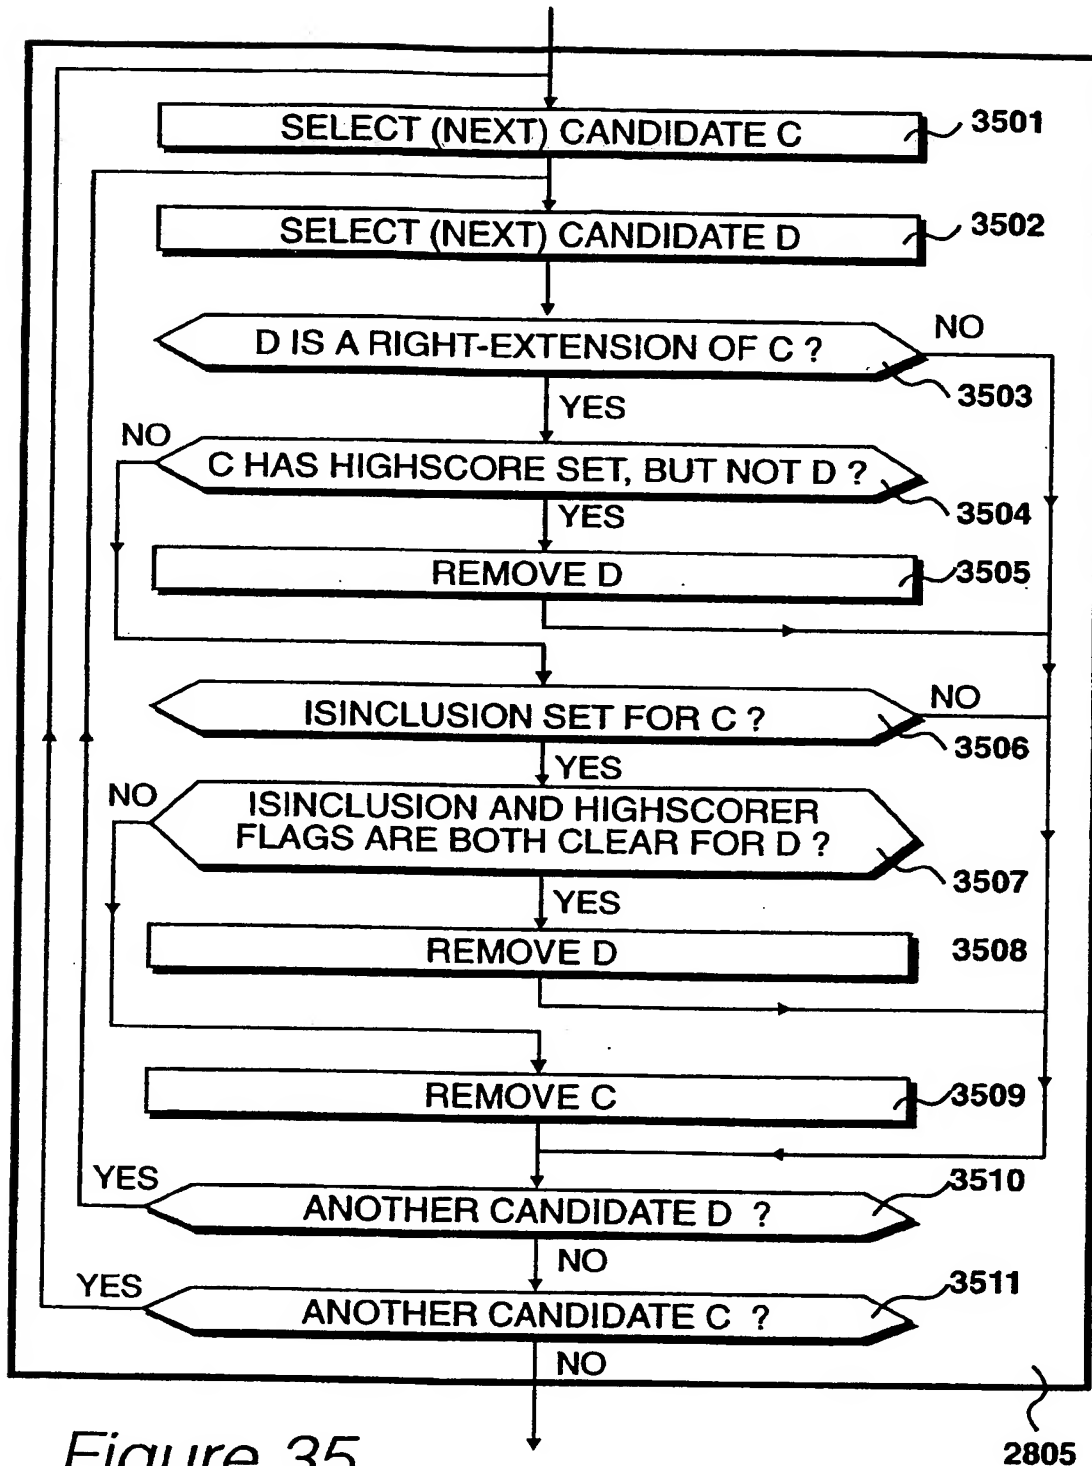 SELECT (NEXT) CANDIDATE C
3501
SELECT (NEXT) CANDIDATE D
3502
D IS A RIGHT-EXTENSION OF C ?
NO
3503
YES
NO
C HAS HIGHSCORE SET, BUT NOT D ?
3504
YES
REMOVE D
3505
ISINCLUSION SET FOR C ?
NO
3506
YES
NO
ISINCLUSION AND HIGHSCORER
FLAGS ARE BOTH CLEAR FOR D ?
3507
YES
REMOVE D
3508
REMOVE C
3509
YES
ANOTHER CANDIDATE D ?
3510
NO
YES
ANOTHER CANDIDATE C ?
3511
NO
2805
Figure 35